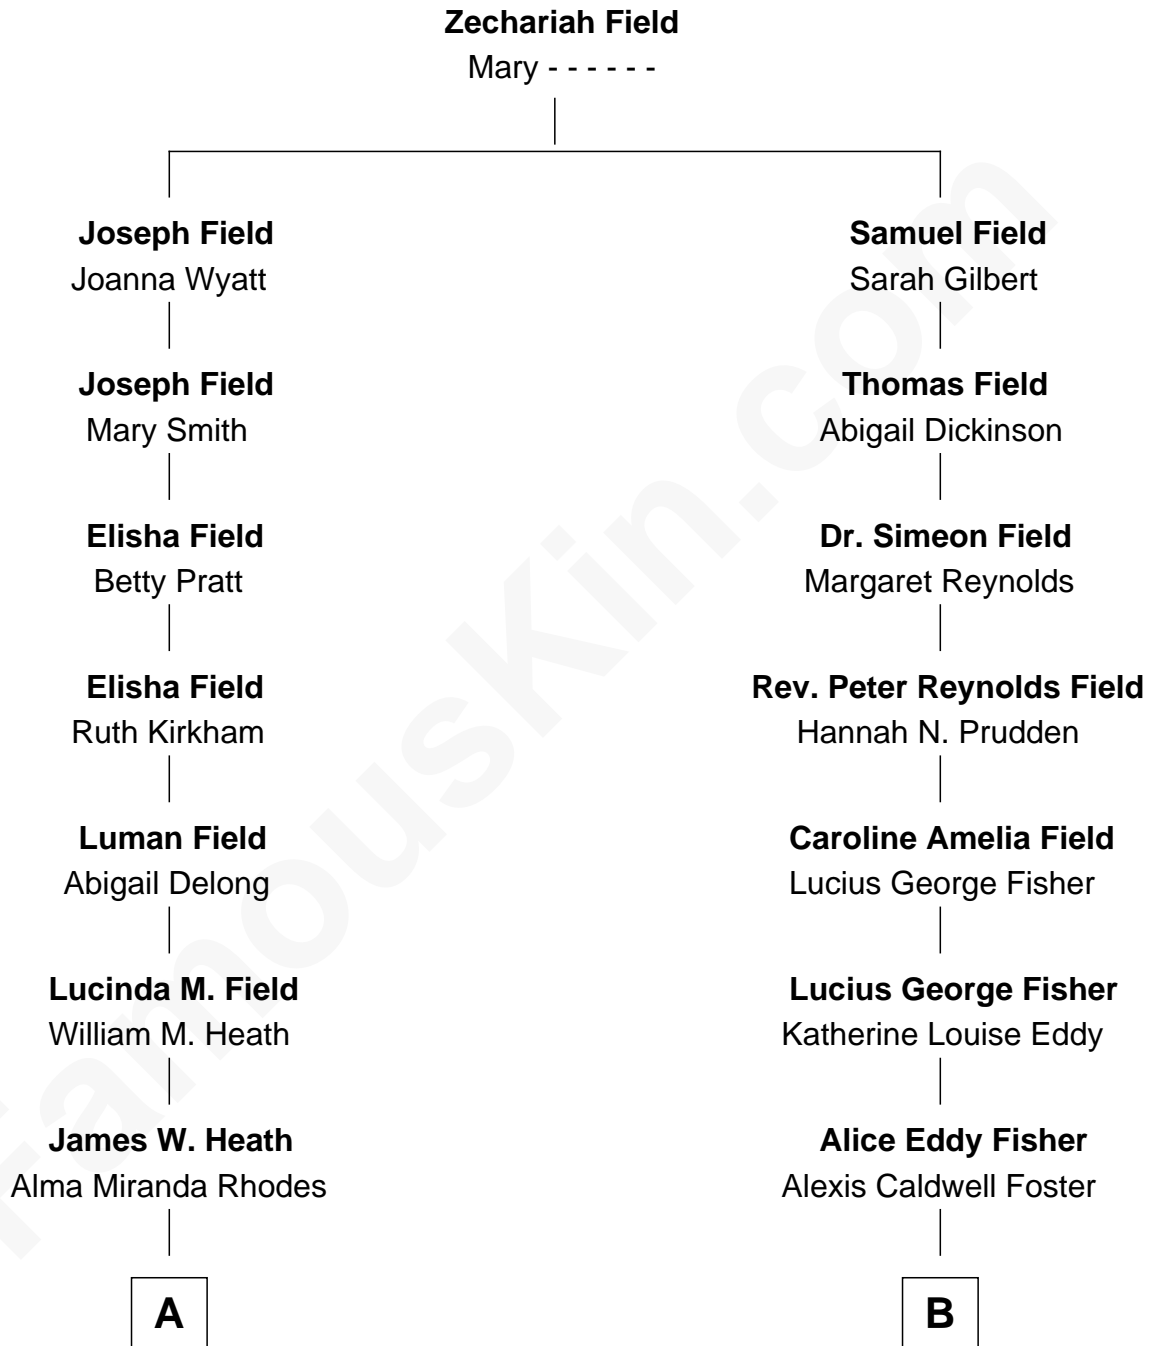 Zechariah Field
Mary - - - - - -
Joseph Field
Joanna Wyatt
Samuel Field
Sarah Gilbert
Joseph Field
Mary Smith
Thomas Field
Abigail Dickinson
Elisha Field
Betty Pratt
Dr. Simeon Field
Margaret Reynolds
Elisha Field
Ruth Kirkham
Rev. Peter Reynolds Field
Hannah N. Prudden
Luman Field
Abigail Delong
Caroline Amelia Field
Lucius George Fisher
Lucinda M. Field
William M. Heath
Lucius George Fisher
Katherine Louise Eddy
James W. Heath
Alma Miranda Rhodes
Alice Eddy Fisher
Alexis Caldwell Foster
A
B
FamousKin.com